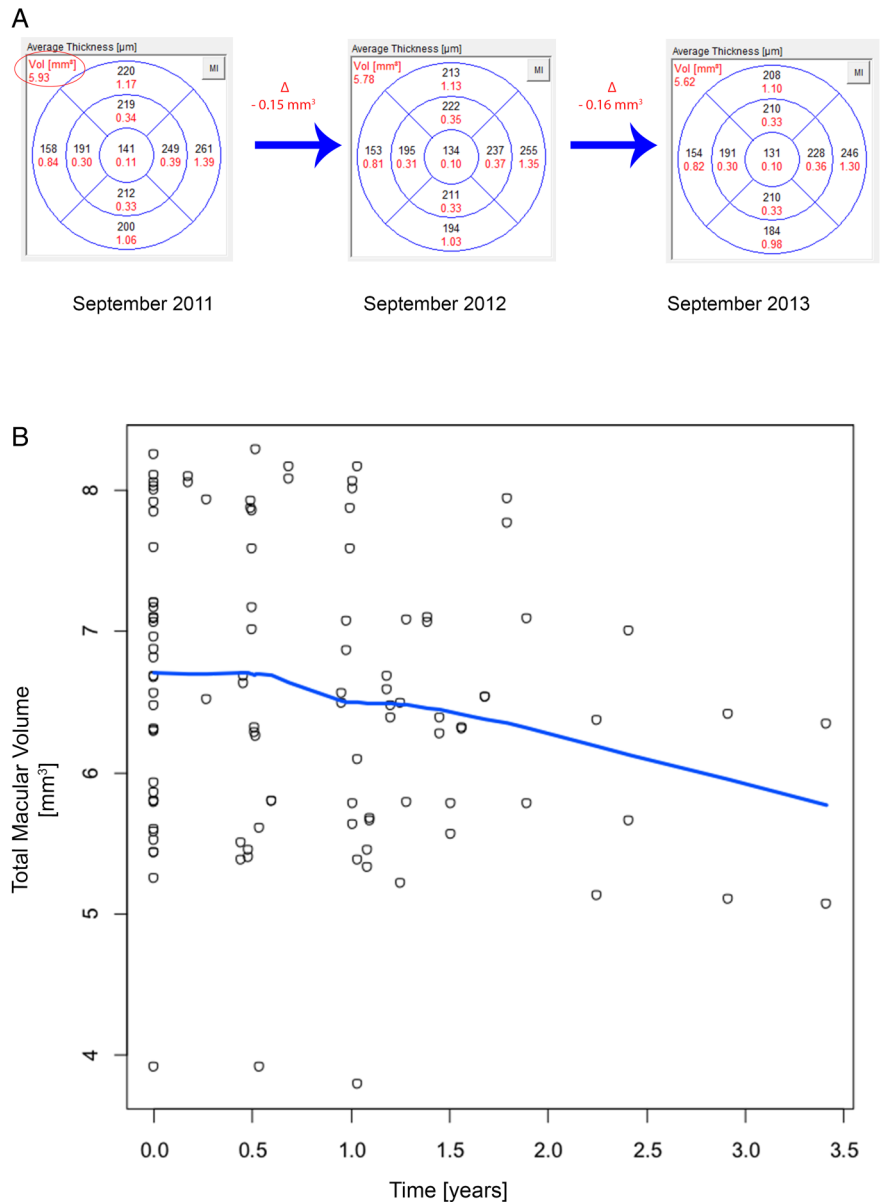 A
Average Thickness [µm]
Vol [mm³]
5.93
MI
220
1.17
219
0.34
158 191 141 249 261
0.84 0.30 0.11 0.39 1.39
212
0.33
200
1.06
Δ
- 0.15 mm³
Average Thickness [µm]
Vol [mm³]
5.78
MI
213
1.13
222
0.35
153 195 134 237 255
0.81 0.31 0.10 0.37 1.35
211
0.33
194
1.03
Δ
- 0.16 mm³
Average Thickness [µm]
Vol [mm³]
5.62
MI
208
1.10
210
0.33
154 191 131 228 246
0.82 0.30 0.10 0.36 1.30
210
0.33
184
0.98
September 2011
September 2012
September 2013
B
Total Macular Volume
[mm³]
8
7
6
5
4
0.0 0.5 1.0 1.5 2.0 2.5 3.0 3.5
Time [years]